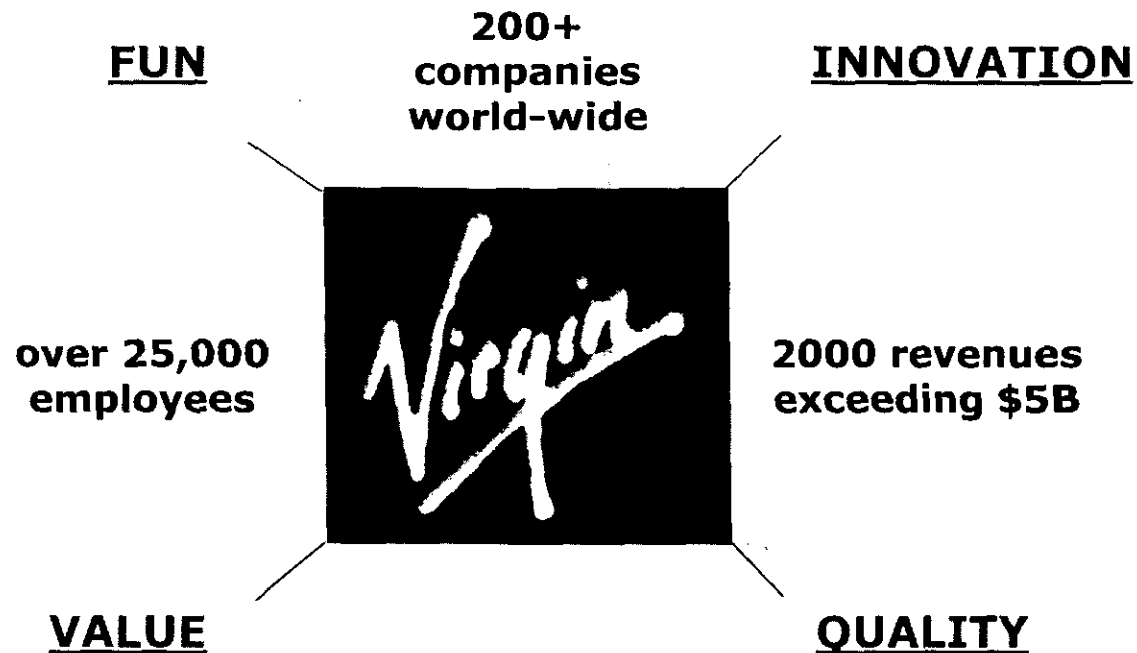 FUN
200+
companies
world-wide
INNOVATION
over 25,000
employees
Virgin
2000 revenues
exceeding $5B
VALUE
QUALITY